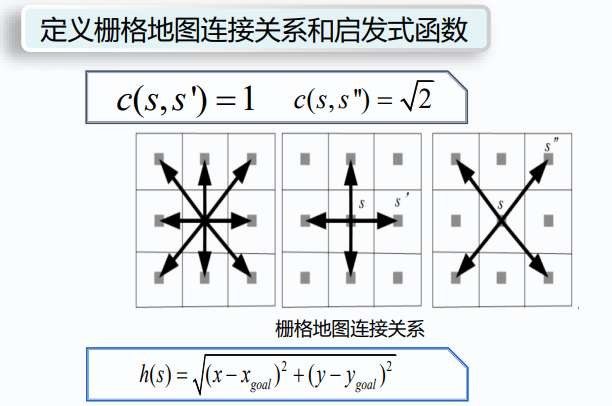 定义栅格地图连接关系和启发式函数
c(s,s')=1 c(s,s'')=√2
s''
s s' s
栅格地图连接关系
h(s)=√(x−x_goal)²+(y−y_goal)²